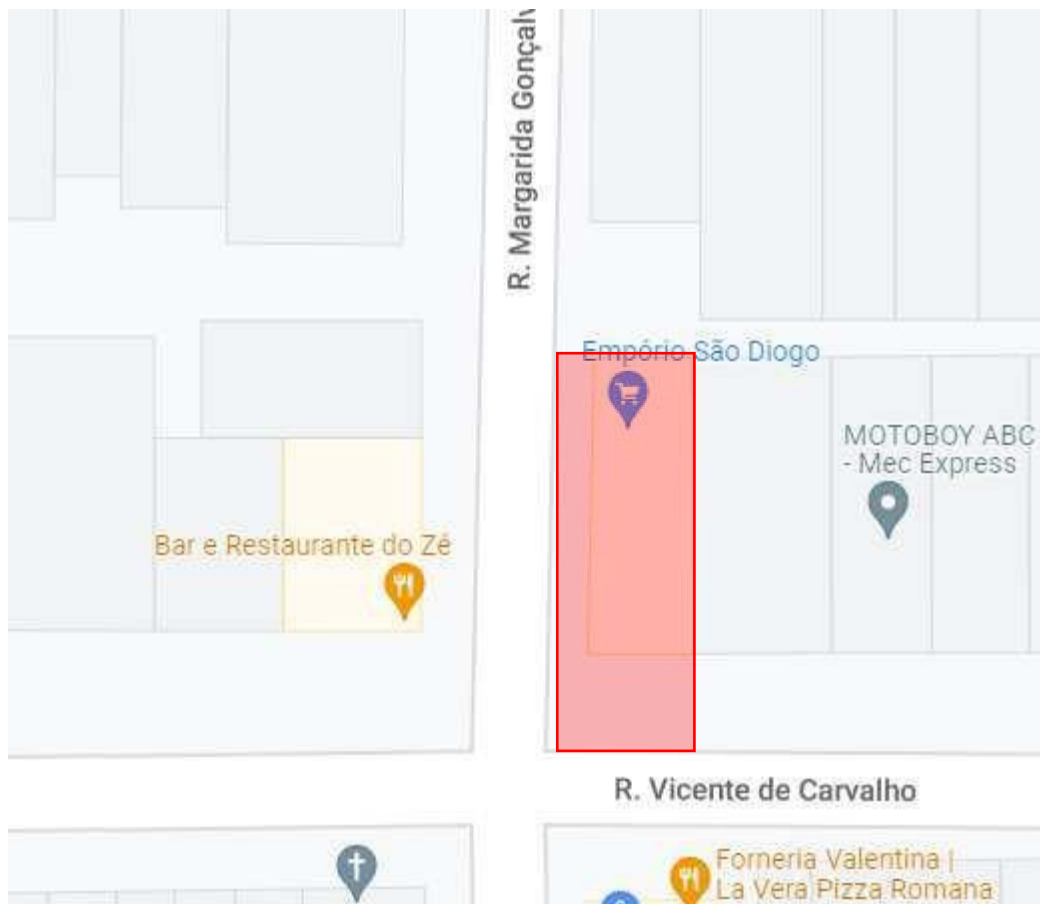 R. Margarida Gonçalv
Empório São Diogo
MOTOBOY ABC
- Mec Express
Bar e Restaurante do Zé
R. Vicente de Carvalho
Forneria Valentina |
La Vera Pizza Romana